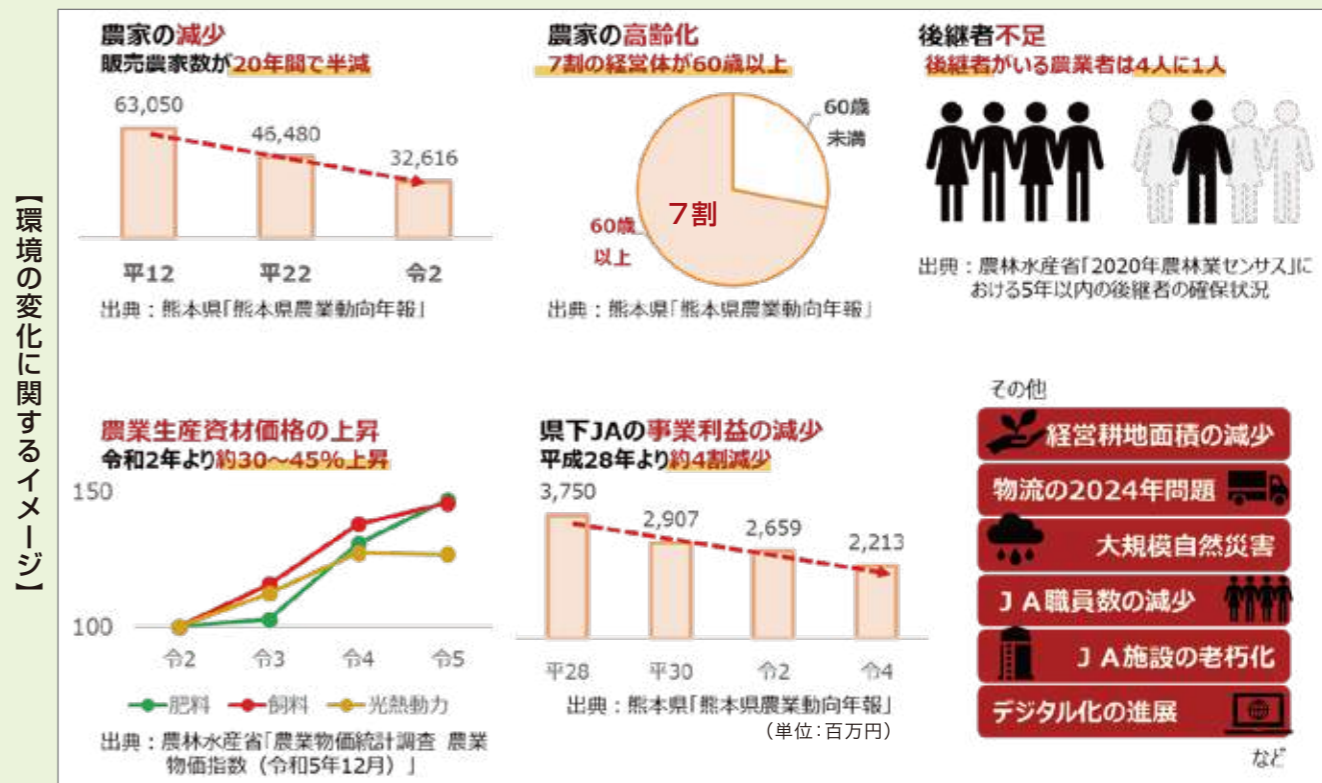 【環境の変化に関するイメージ】
農家の減少
販売農家数が20年間で半減
63,050
46,480
32,616
平12
平22
令2
出典：熊本県「熊本県農業動向年報」
農家の高齢化
7割の経営体が60歳以上
60歳
未満
7割
60歳
以上
出典：熊本県「熊本県農業動向年報」
後継者不足
後継者がいる農業者は4人に1人
出典：農林水産省「2020年農林業センサス」に
おける5年以内の後継者の確保状況
農業生産資材価格の上昇
令和2年より約30～45%上昇
150
100
令2
令3
令4
令5
肥料
飼料
光熱動力
出典：農林水産省「農業物価統計調査 農業
物価指数（令和5年12月）」
県下JAの事業利益の減少
平成28年より約4割減少
3,750
2,907
2,659
2,213
平28
平30
令2
令4
出典：熊本県「熊本県農業動向年報」
（単位：百万円）
その他
経営耕地面積の減少
物流の2024年問題
大規模自然災害
ＪＡ職員数の減少
ＪＡ施設の老朽化
デジタル化の進展
など